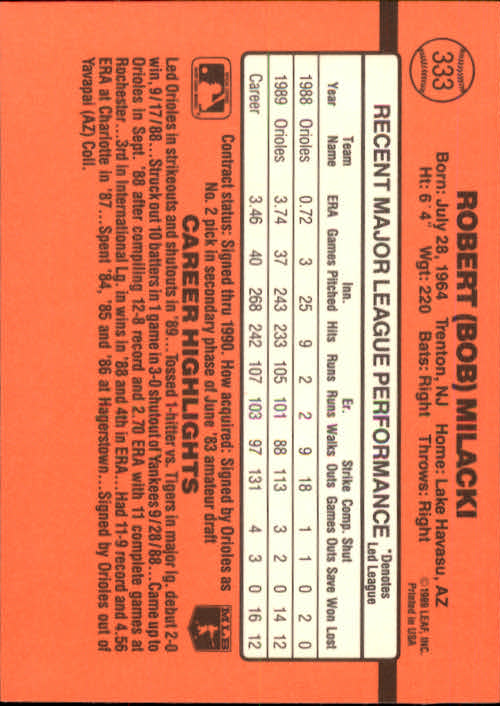 333
ROBERT (BOB) MILACKI
Born: July 28, 1964 Trenton, NJ Home: Lake Havasu, AZ
Ht: 6' 4" Wgt: 220 Bats: Right Throws: Right
© 1989 LEAF, INC.
Printed in USA
RECENT MAJOR LEAGUE PERFORMANCE *Denotes Led League
Team Inn. Er. Strike Comp. Shut
Year Name ERA Games Pitched Hits Runs Runs Walks Outs Games Outs Save Won Lost
1988 Orioles 0.72 3 25 9 2 2 9 18 1 1 0 2 0
1989 Orioles 3.74 37 243 233 105 101 88 113 3 2 0 14 12
Career 3.46 40 268 242 107 103 97 131 4 3 0 16 12
Contract status: Signed thru 1990. How acquired: Signed by Orioles as
No. 2 pick in secondary phase of June '83 amateur draft
MLB
CAREER HIGHLIGHTS
Led Orioles in strikeouts and shutouts in '89...Tossed 1-hitter vs. Tigers in major lg. debut 2-0
win, 9/17/88...Struck out 10 batters in 1 game in 3-0 shutout of Yankees 9/28/88...Came up to
Orioles in Sept. '88 after compiling 12-8 record and 2.70 ERA with 11 complete games at
Rochester...3rd in International Lg. in wins in '88 and 4th in ERA...Had 11-9 record and 4.56
ERA at Charlotte in '87...Spent '84, '85 and '86 at Hagerstown...Signed by Orioles out of
Yavapai (AZ) Coll.